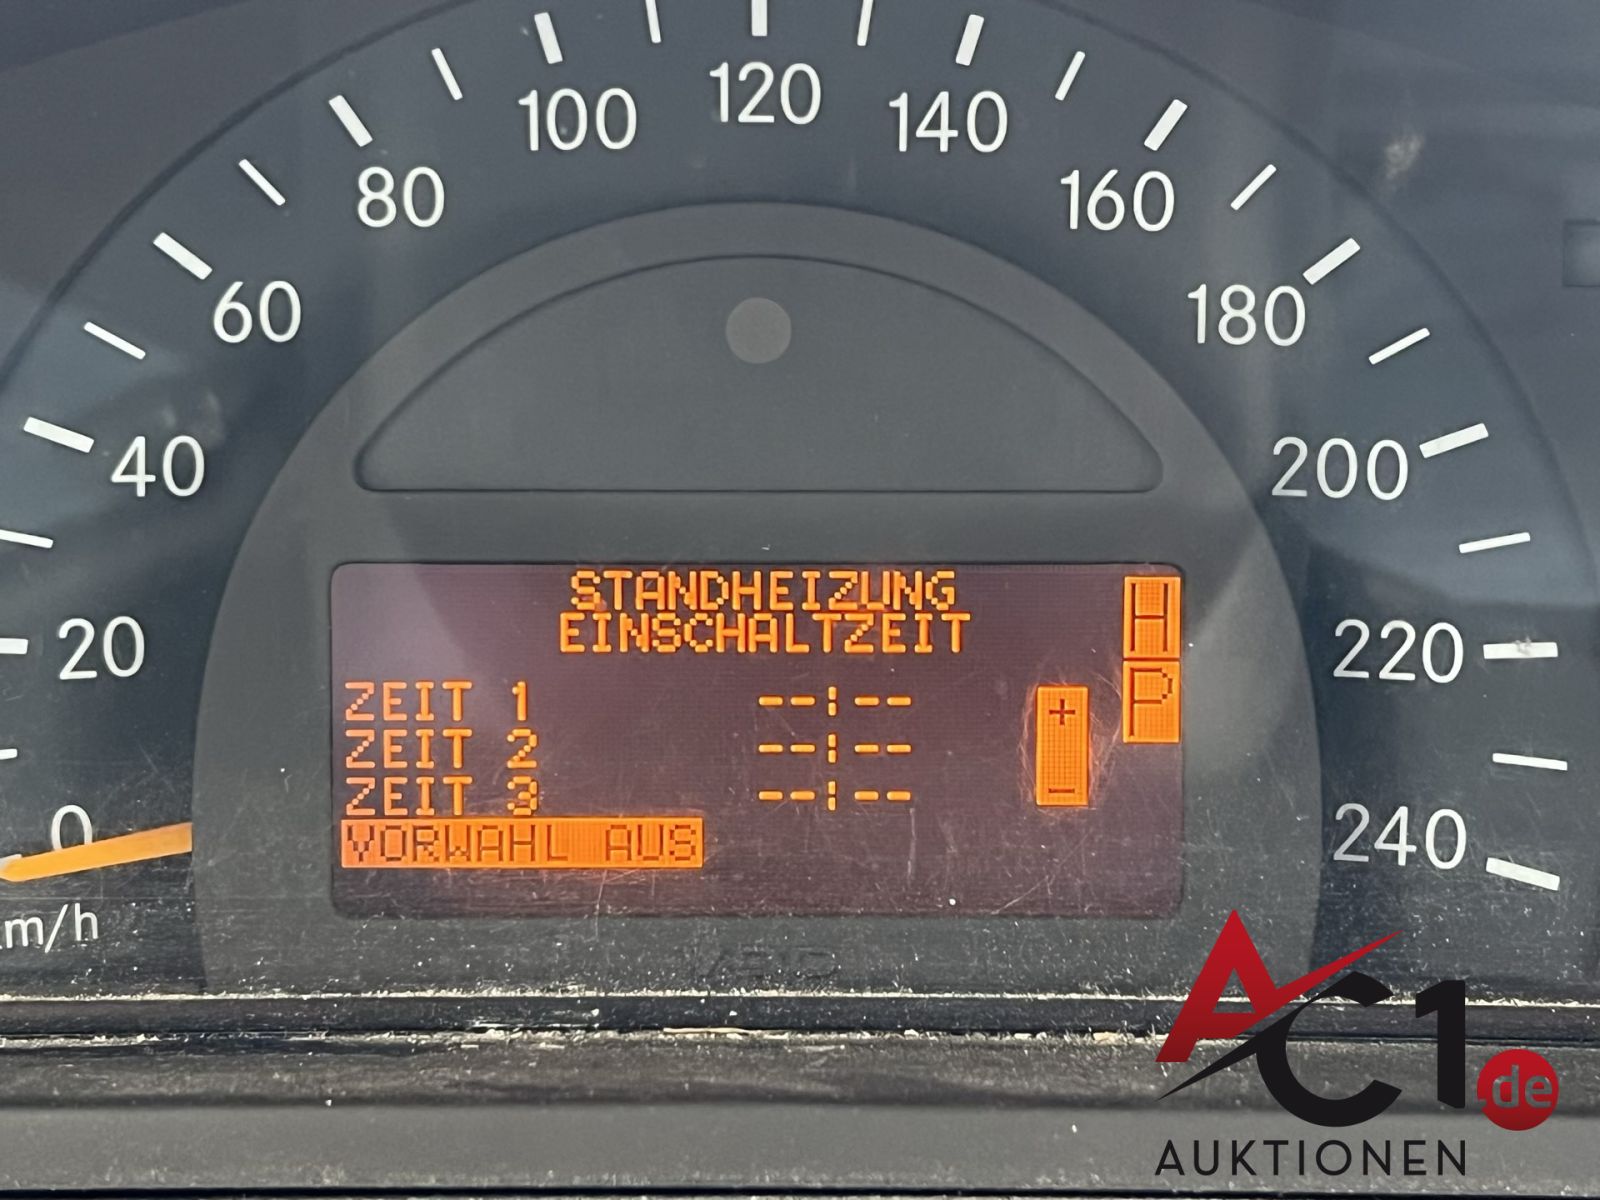 0
20
40
60
80
100
120
140
160
180
200
220
240
km/h
STANDHEIZUNG
EINSCHALTZEIT
ZEIT 1 --:--
ZEIT 2 --:--
ZEIT 3 --:--
VORWAHL AUS
+
-
H
P
AC1.de
AUKTIONEN